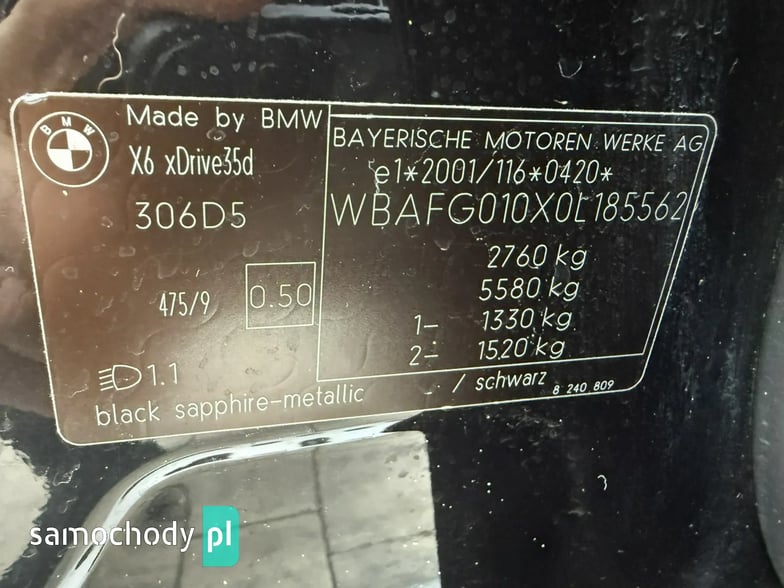 BMW
Made by BMW
X6 xDrive35d
306D5
475/9
0.50
1.1
black sapphire-metallic
BAYERISCHE MOTOREN WERKE AG
e1*2001/116*0420*
WBAFG010X0L185562
2760 kg
5580 kg
1- 1330 kg
2- 1520 kg
/ schwarz
8 240 809
samochody pl